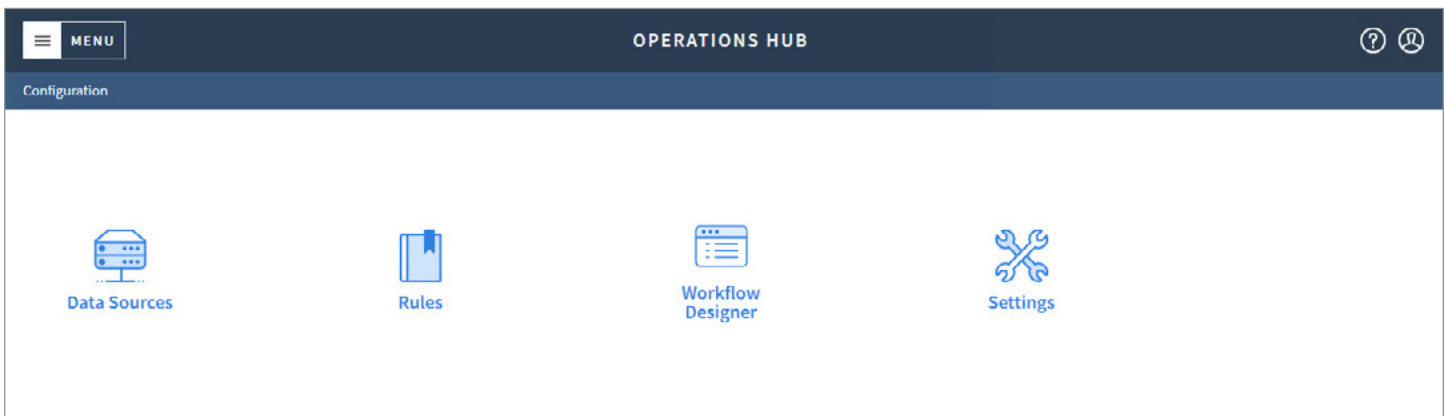 MENU
OPERATIONS HUB
?
Configuration
Data Sources
Rules
Workflow
Designer
Settings